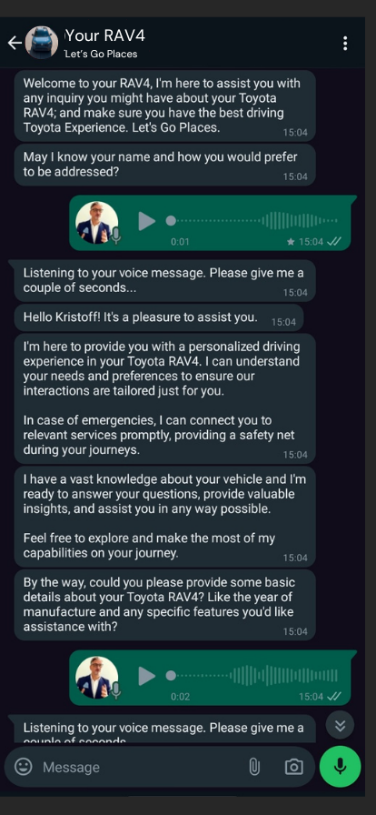 Your RAV4
Let's Go Places
Welcome to your RAV4, I'm here to assist you with
any inquiry you might have about your Toyota
RAV4; and make sure you have the best driving
Toyota Experience. Let's Go Places.
15:04
May I know your name and how you would prefer
to be addressed?
15:04
0:01
15:04
Listening to your voice message. Please give me a
couple of seconds...
15:04
Hello Kristoff! It's a pleasure to assist you.
15:04
I'm here to provide you with a personalized driving
experience in your Toyota RAV4. I can understand
your needs and preferences to ensure our
interactions are tailored just for you.
In case of emergencies, I can connect you to
relevant services promptly, providing a safety net
during your journeys.
15:04
I have a vast knowledge about your vehicle and I'm
ready to answer your questions, provide valuable
insights, and assist you in any way possible.
Feel free to explore and make the most of my
capabilities on your journey.
15:04
By the way, could you please provide some basic
details about your Toyota RAV4? Like the year of
manufacture and any specific features you'd like
assistance with?
15:04
0:02
15:04
Listening to your voice message. Please give me a
couple of seconds
Message